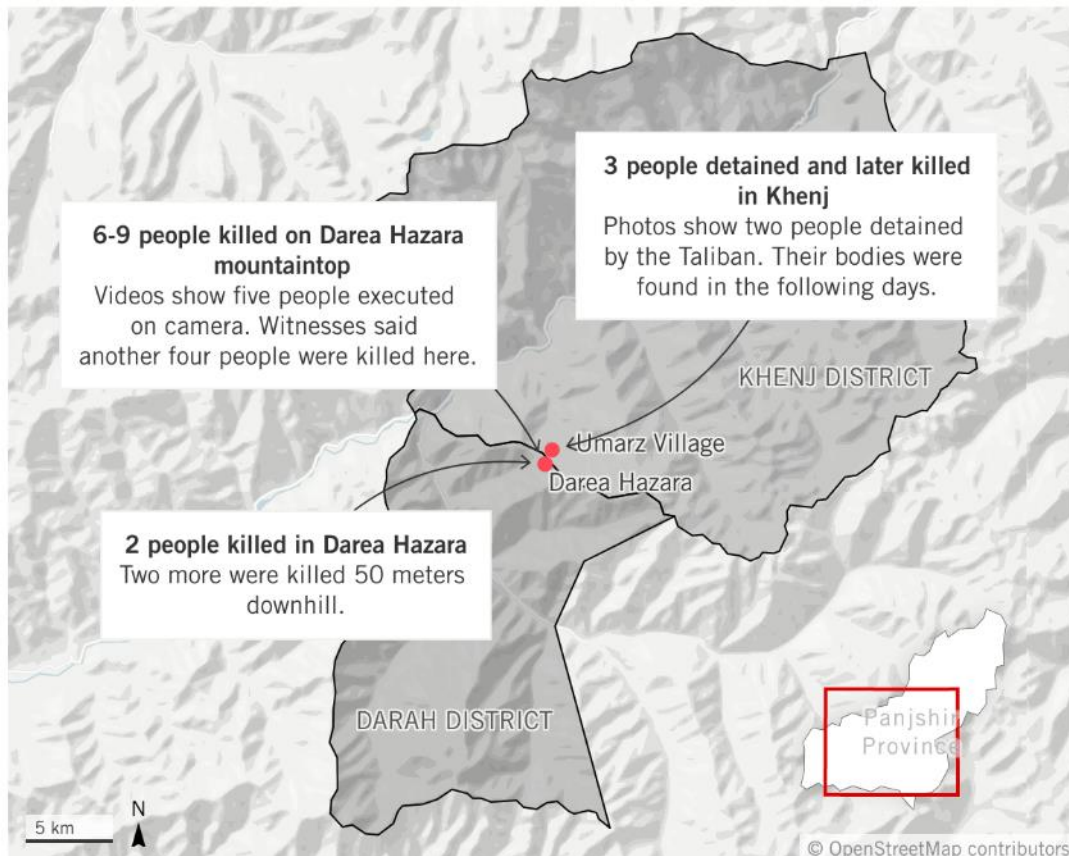 3 people detained and later killed
in Khenj
Photos show two people detained
by the Taliban. Their bodies were
found in the following days.
6-9 people killed on Darea Hazara
mountaintop
Videos show five people executed
on camera. Witnesses said
another four people were killed here.
KHENJ DISTRICT
Umarz Village
Darea Hazara
2 people killed in Darea Hazara
Two more were killed 50 meters
downhill.
DARAH DISTRICT
Panjshir
Province
5 km
N
© OpenStreetMap contributors